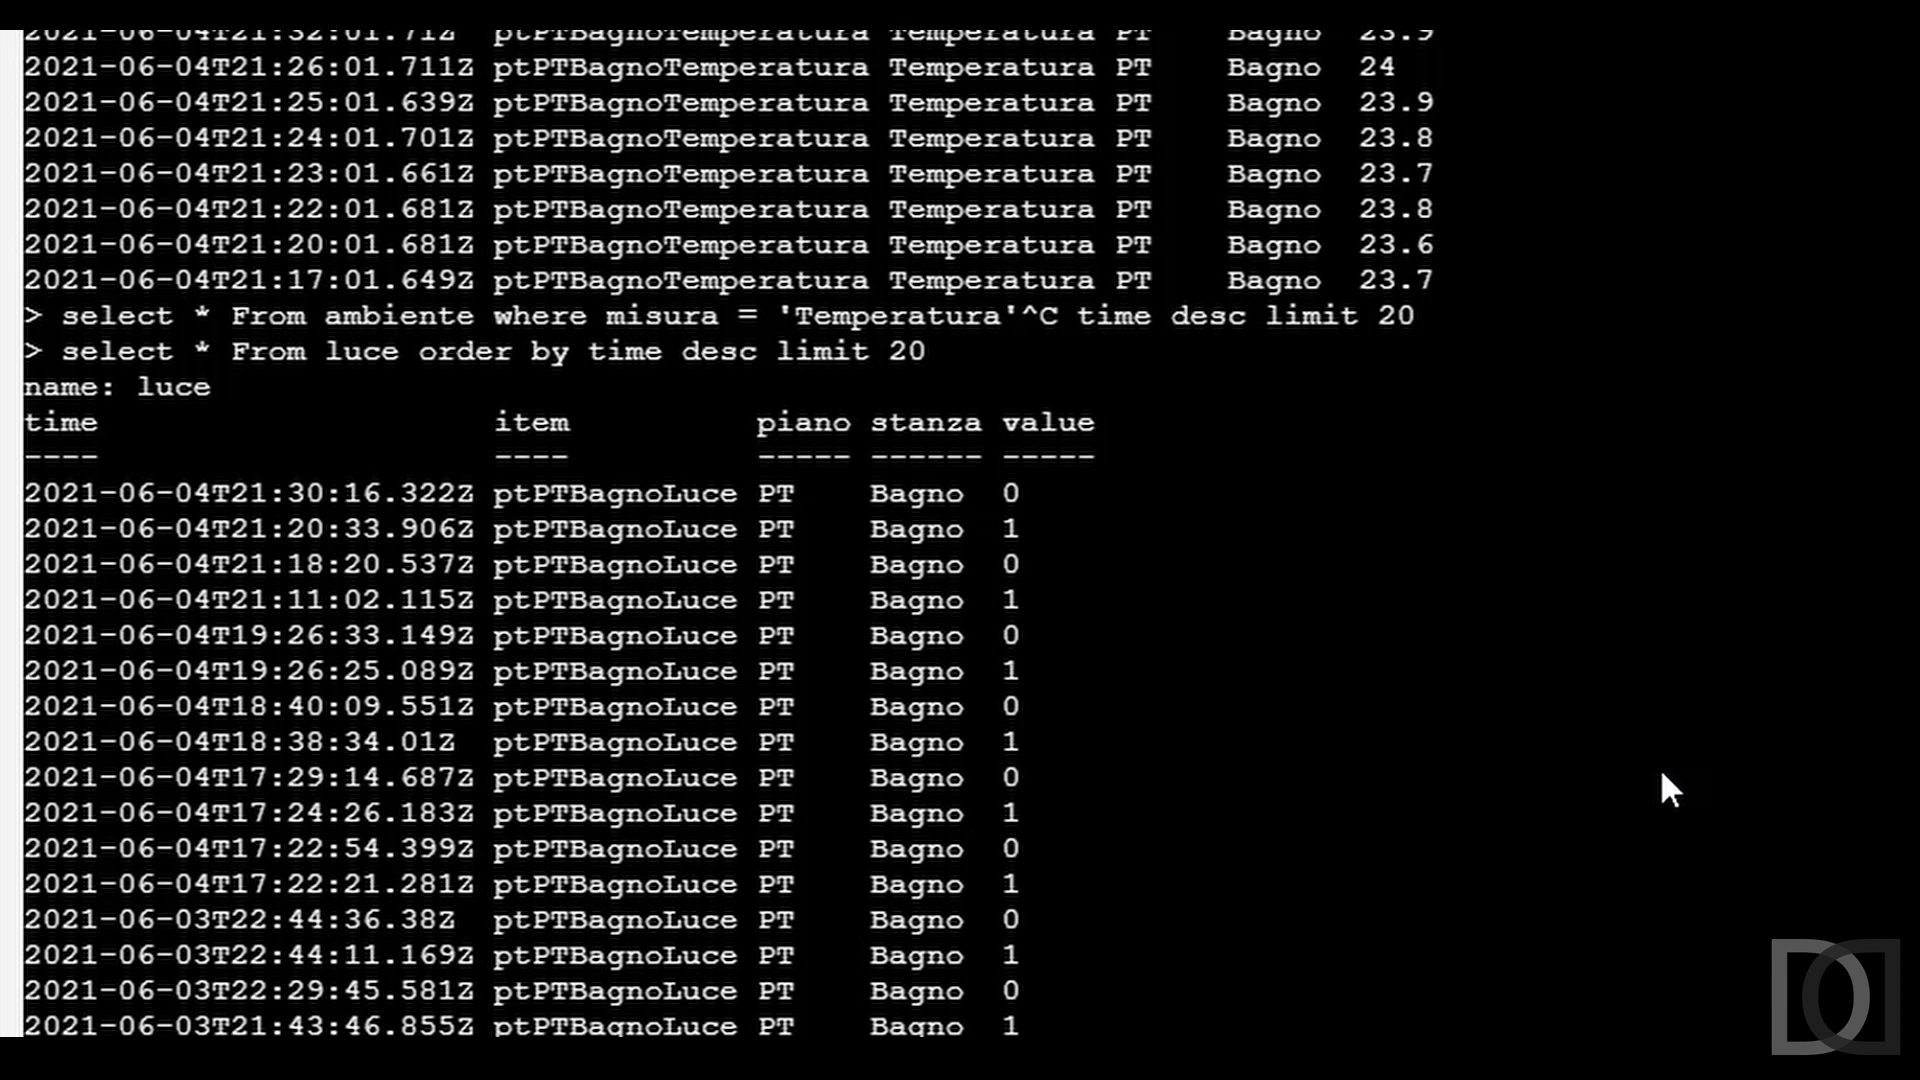 2021-06-04T21:32:01.71Z  ptPTBagnoTemperatura Temperatura PT    Bagno  23.9
2021-06-04T21:26:01.711Z ptPTBagnoTemperatura Temperatura PT    Bagno  24
2021-06-04T21:25:01.639Z ptPTBagnoTemperatura Temperatura PT    Bagno  23.9
2021-06-04T21:24:01.701Z ptPTBagnoTemperatura Temperatura PT    Bagno  23.8
2021-06-04T21:23:01.661Z ptPTBagnoTemperatura Temperatura PT    Bagno  23.7
2021-06-04T21:22:01.681Z ptPTBagnoTemperatura Temperatura PT    Bagno  23.8
2021-06-04T21:20:01.681Z ptPTBagnoTemperatura Temperatura PT    Bagno  23.6
2021-06-04T21:17:01.649Z ptPTBagnoTemperatura Temperatura PT    Bagno  23.7
> select * From ambiente where misura = 'Temperatura'^C time desc limit 20
> select * From luce order by time desc limit 20
name: luce
time                     item          piano stanza value
----                     ----          ----- ------ -----
2021-06-04T21:30:16.322Z ptPTBagnoLuce PT    Bagno  0
2021-06-04T21:20:33.906Z ptPTBagnoLuce PT    Bagno  1
2021-06-04T21:18:20.537Z ptPTBagnoLuce PT    Bagno  0
2021-06-04T21:11:02.115Z ptPTBagnoLuce PT    Bagno  1
2021-06-04T19:26:33.149Z ptPTBagnoLuce PT    Bagno  0
2021-06-04T19:26:25.089Z ptPTBagnoLuce PT    Bagno  1
2021-06-04T18:40:09.551Z ptPTBagnoLuce PT    Bagno  0
2021-06-04T18:38:34.01Z  ptPTBagnoLuce PT    Bagno  1
2021-06-04T17:29:14.687Z ptPTBagnoLuce PT    Bagno  0
2021-06-04T17:24:26.183Z ptPTBagnoLuce PT    Bagno  1
2021-06-04T17:22:54.399Z ptPTBagnoLuce PT    Bagno  0
2021-06-04T17:22:21.281Z ptPTBagnoLuce PT    Bagno  1
2021-06-03T22:44:36.38Z  ptPTBagnoLuce PT    Bagno  0
2021-06-03T22:44:11.169Z ptPTBagnoLuce PT    Bagno  1
2021-06-03T22:29:45.581Z ptPTBagnoLuce PT    Bagno  0
2021-06-03T21:43:46.855Z ptPTBagnoLuce PT    Bagno  1